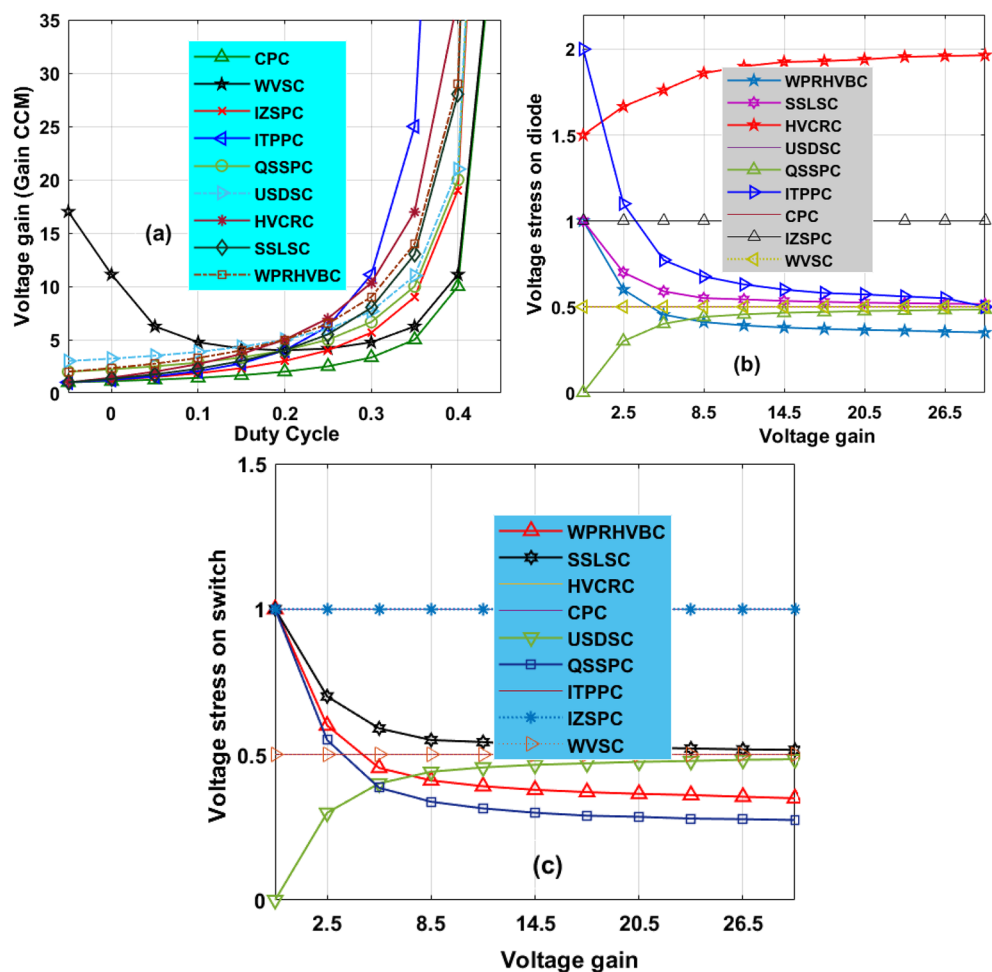 35
30
25
20
15
10
5
0
Voltage gain (Gain CCM)
CPC
WVSC
IZSPC
ITPPC
QSSPC
USDSC
HVCRC
SSLSC
WPRHVBC
(a)
0 0.1 0.2 0.3 0.4
Duty Cycle
2
1.5
1
0.5
0
Voltage stress on diode
WPRHVBC
SSLSC
HVCRC
USDSC
QSSPC
ITPPC
CPC
IZSPC
WVSC
(b)
2.5 8.5 14.5 20.5 26.5
Voltage gain
1.5
1
0.5
0
Voltage stress on switch
WPRHVBC
SSLSC
HVCRC
CPC
USDSC
QSSPC
ITPPC
IZSPC
WVSC
(c)
2.5 8.5 14.5 20.5 26.5
Voltage gain